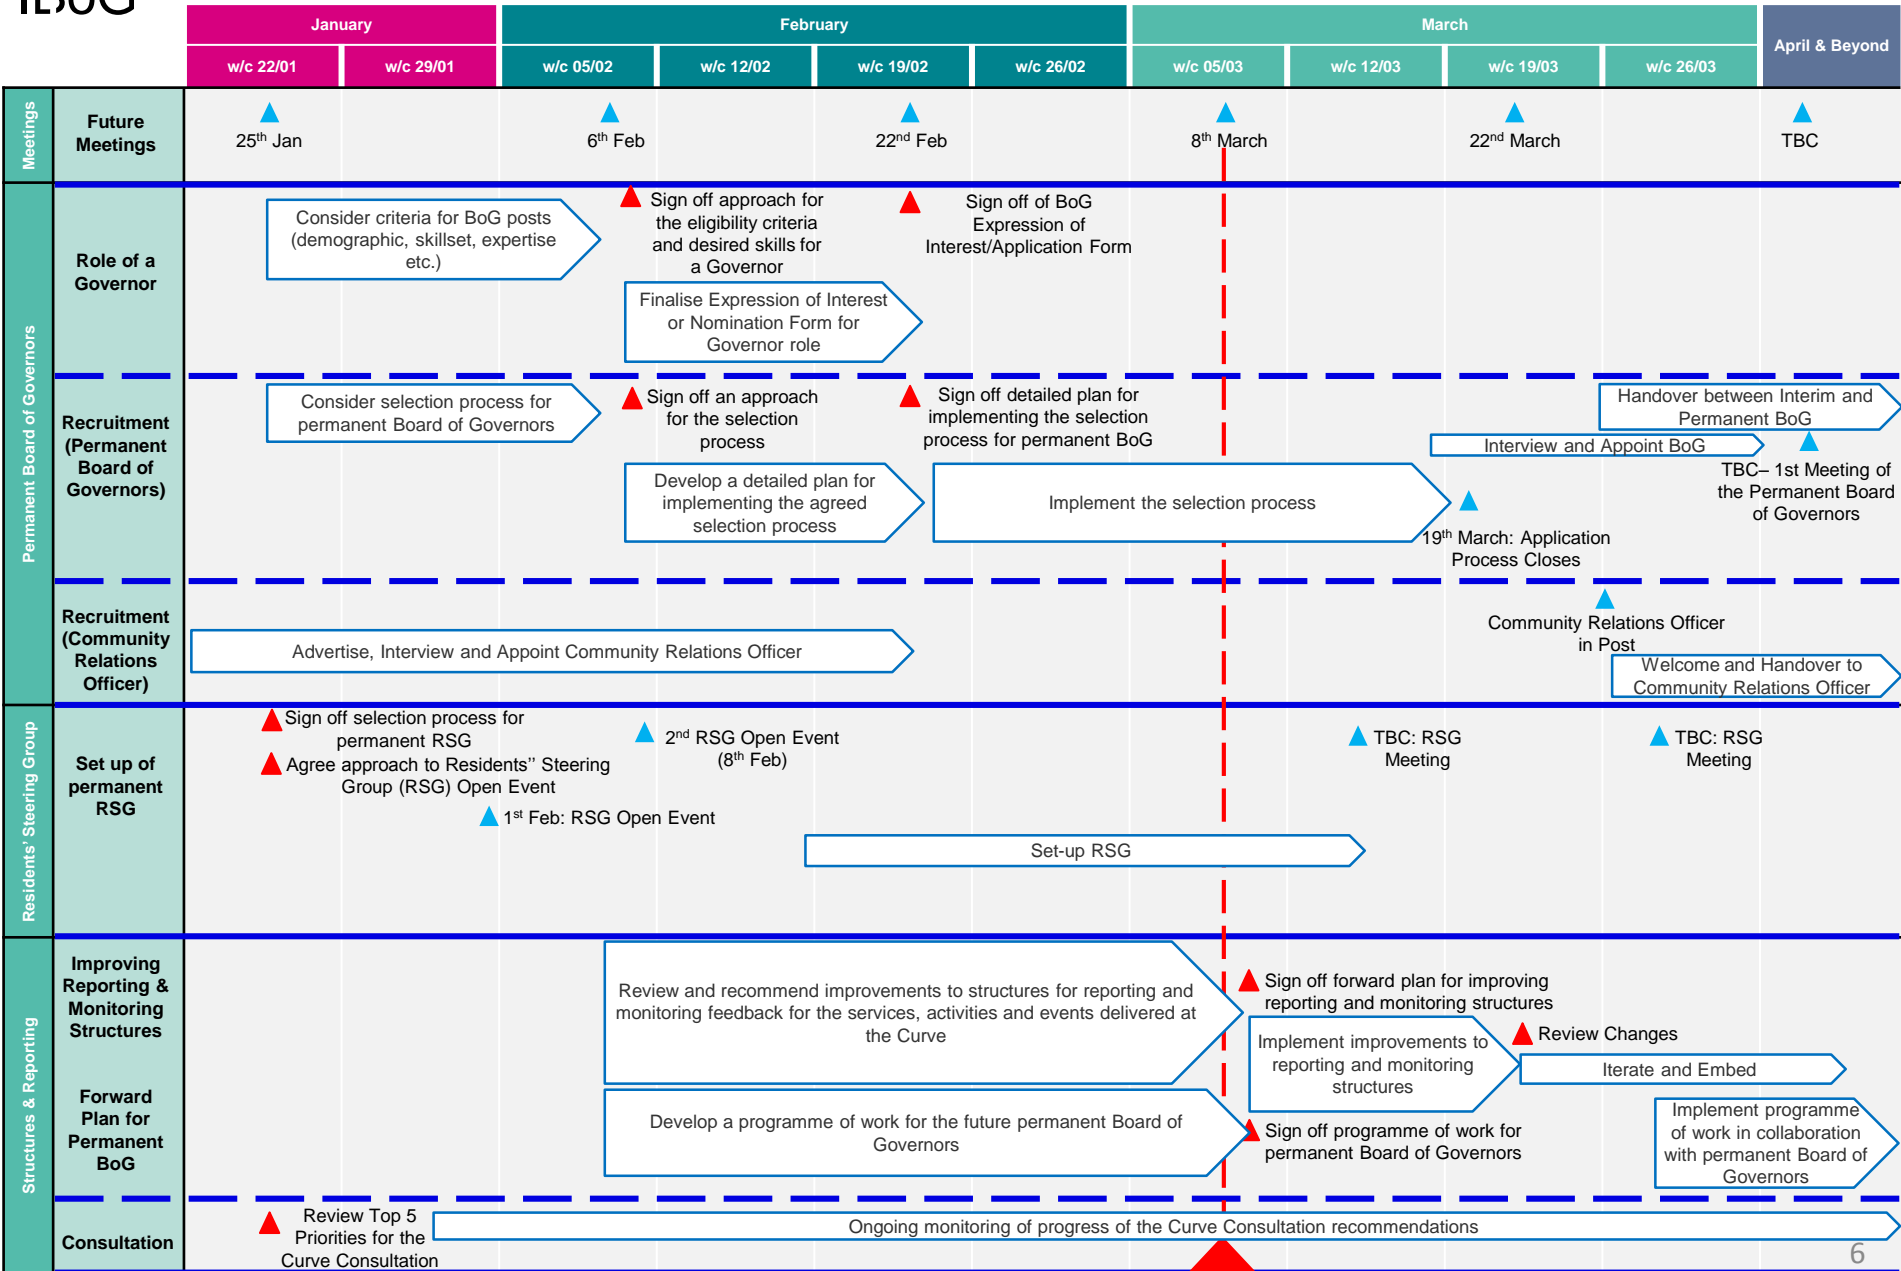 IBoG
January
February
March
April & Beyond
w/c 22/01
w/c 29/01
w/c 05/02
w/c 12/02
w/c 19/02
w/c 26/02
w/c 05/03
w/c 12/03
w/c 19/03
w/c 26/03
Meetings
Future
Meetings
25th Jan
6th Feb
22nd Feb
8th March
22nd March
TBC
Permanent Board of Governors
Role of a
Governor
Consider criteria for BoG posts
(demographic, skillset, expertise
etc.)
Sign off approach for
the eligibility criteria
and desired skills for
a Governor
Sign off of BoG
Expression of
Interest/Application Form
Finalise Expression of Interest
or Nomination Form for
Governor role
Recruitment
(Permanent
Board of
Governors)
Consider selection process for
permanent Board of Governors
Sign off an approach
for the selection
process
Sign off detailed plan for
implementing the selection
process for permanent BoG
Handover between Interim and
Permanent BoG
Interview and Appoint BoG
TBC– 1st Meeting of
the Permanent Board
of Governors
Develop a detailed plan for
implementing the agreed
selection process
Implement the selection process
19th March: Application
Process Closes
Recruitment
(Community
Relations
Officer)
Advertise, Interview and Appoint Community Relations Officer
Community Relations Officer
in Post
Welcome and Handover to
Community Relations Officer
Residents' Steering Group
Set up of
permanent
RSG
Sign off selection process for
permanent RSG
Agree approach to Residents'' Steering
Group (RSG) Open Event
1st Feb: RSG Open Event
2nd RSG Open Event
(8th Feb)
TBC: RSG
Meeting
TBC: RSG
Meeting
Set-up RSG
Structures & Reporting
Improving
Reporting &
Monitoring
Structures
Review and recommend improvements to structures for reporting and
monitoring feedback for the services, activities and events delivered at
the Curve
Sign off forward plan for improving
reporting and monitoring structures
Implement improvements to
reporting and monitoring
structures
Review Changes
Iterate and Embed
Forward
Plan for
Permanent
BoG
Develop a programme of work for the future permanent Board of
Governors
Sign off programme of work for
permanent Board of Governors
Implement programme
of work in collaboration
with permanent Board of
Governors
Consultation
Review Top 5
Priorities for the
Curve Consultation
Ongoing monitoring of progress of the Curve Consultation recommendations
6